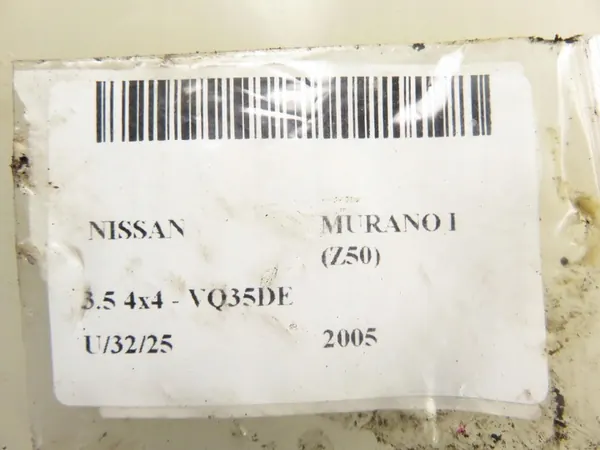 NISSAN MURANO I
(Z50)
3.5 4x4 - VQ35DE
U/32/25 2005